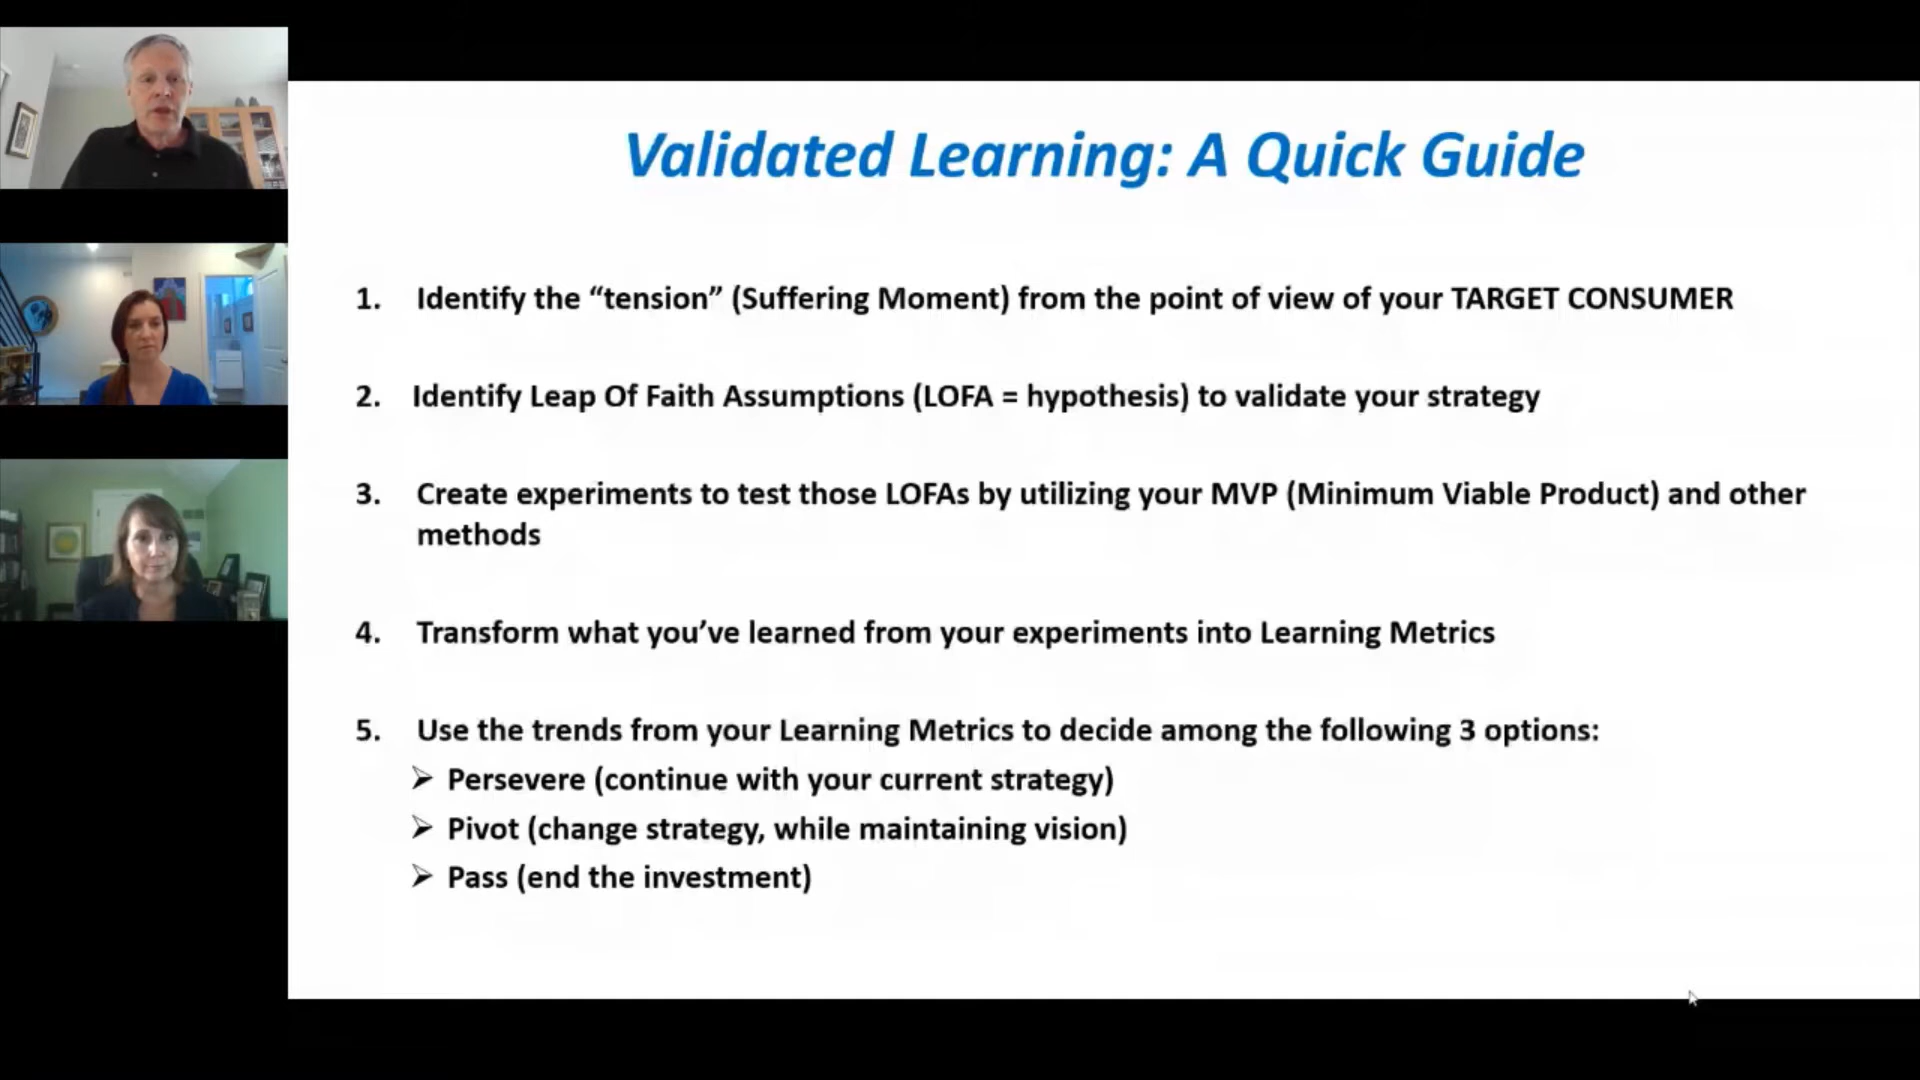 Validated Learning: A Quick Guide
1. Identify the “tension” (Suffering Moment) from the point of view of your TARGET CONSUMER
2. Identify Leap Of Faith Assumptions (LOFA = hypothesis) to validate your strategy
3. Create experiments to test those LOFAs by utilizing your MVP (Minimum Viable Product) and other
methods
4. Transform what you’ve learned from your experiments into Learning Metrics
5. Use the trends from your Learning Metrics to decide among the following 3 options:
➢ Persevere (continue with your current strategy)
➢ Pivot (change strategy, while maintaining vision)
➢ Pass (end the investment)